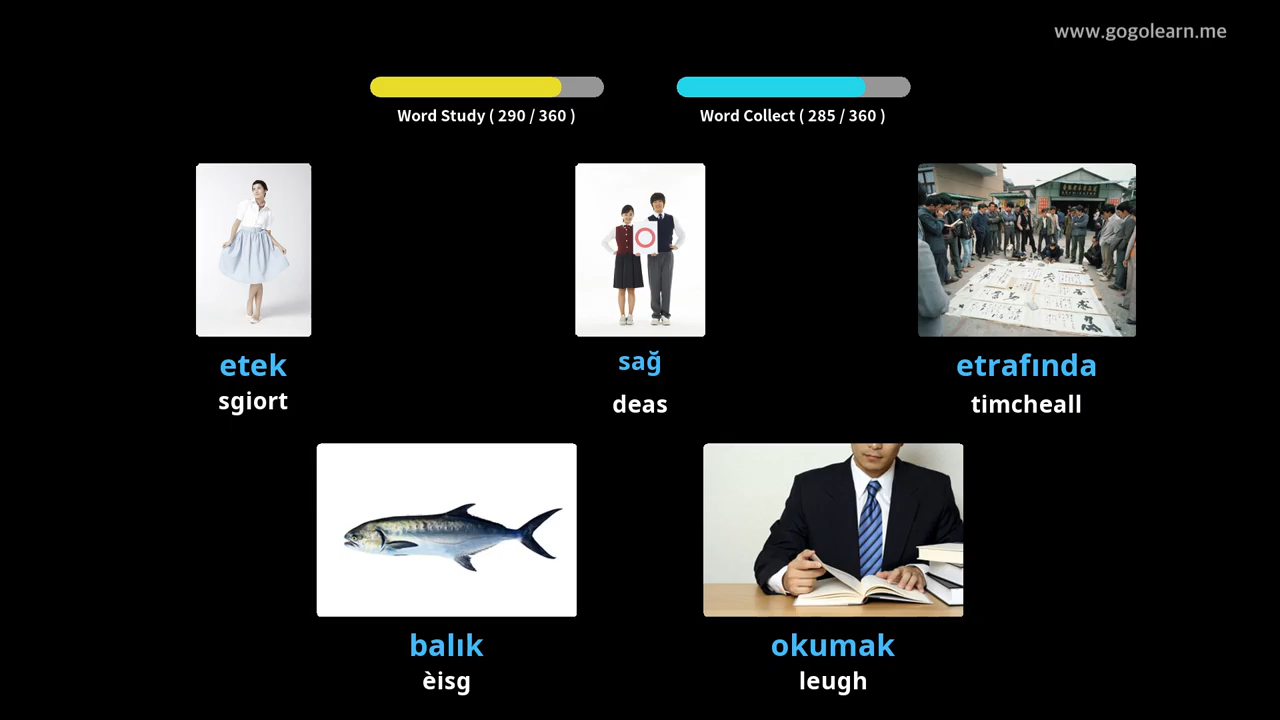 www.gogolearn.me
Word Study ( 290 / 360 )
Word Collect ( 285 / 360 )
etek
sgiort
sağ
deas
etrafında
timcheall
balık
èisg
okumak
leugh